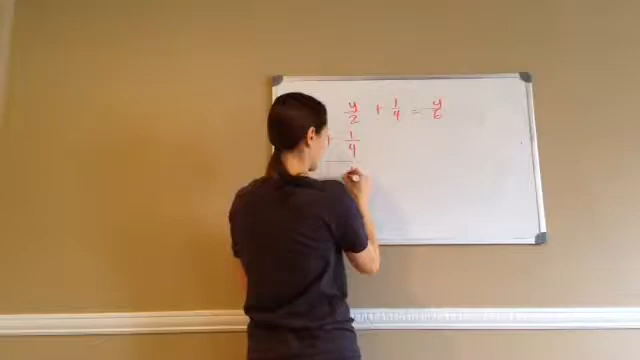 y/2 + 1/4 = y/6
1/4